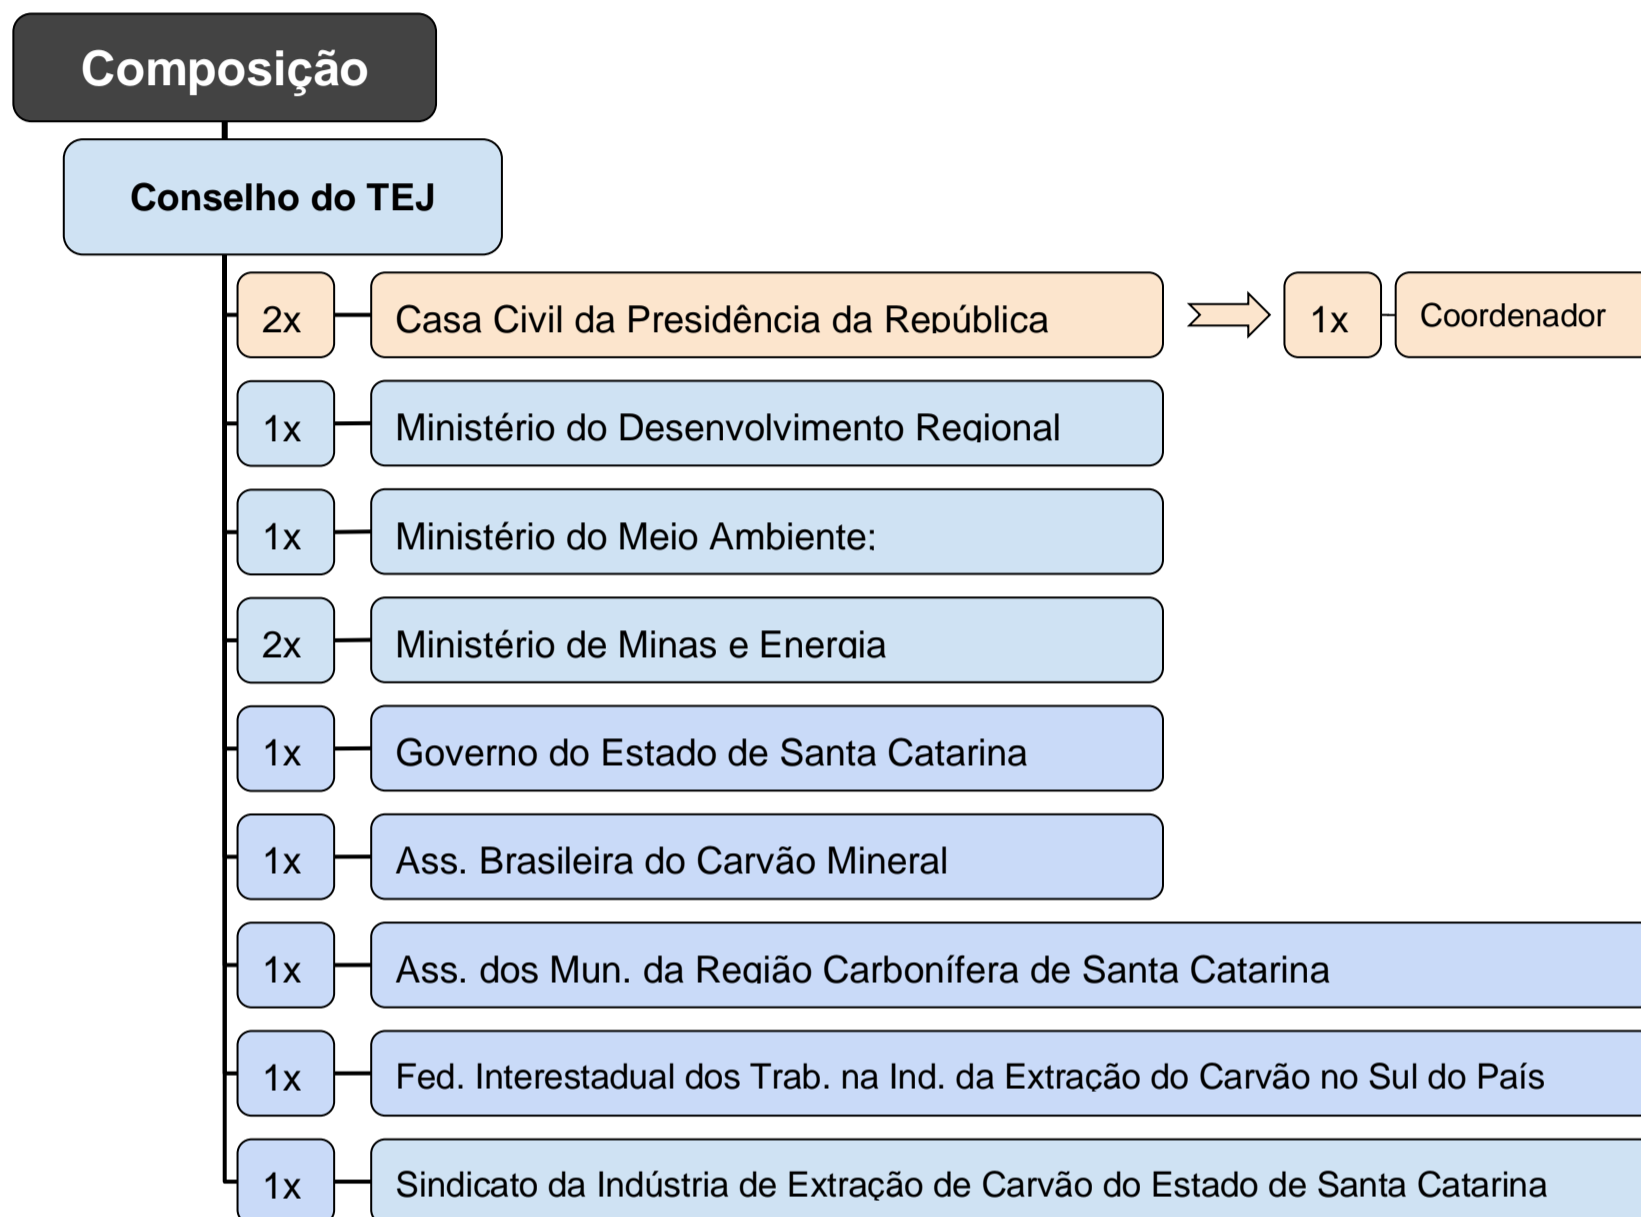 Composição
Conselho do TEJ
2x Casa Civil da Presidência da República 1x Coordenador
1x Ministério do Desenvolvimento Regional
1x Ministério do Meio Ambiente:
2x Ministério de Minas e Energia
1x Governo do Estado de Santa Catarina
1x Ass. Brasileira do Carvão Mineral
1x Ass. dos Mun. da Região Carbonífera de Santa Catarina
1x Fed. Interestadual dos Trab. na Ind. da Extração do Carvão no Sul do País
1x Sindicato da Indústria de Extração de Carvão do Estado de Santa Catarina